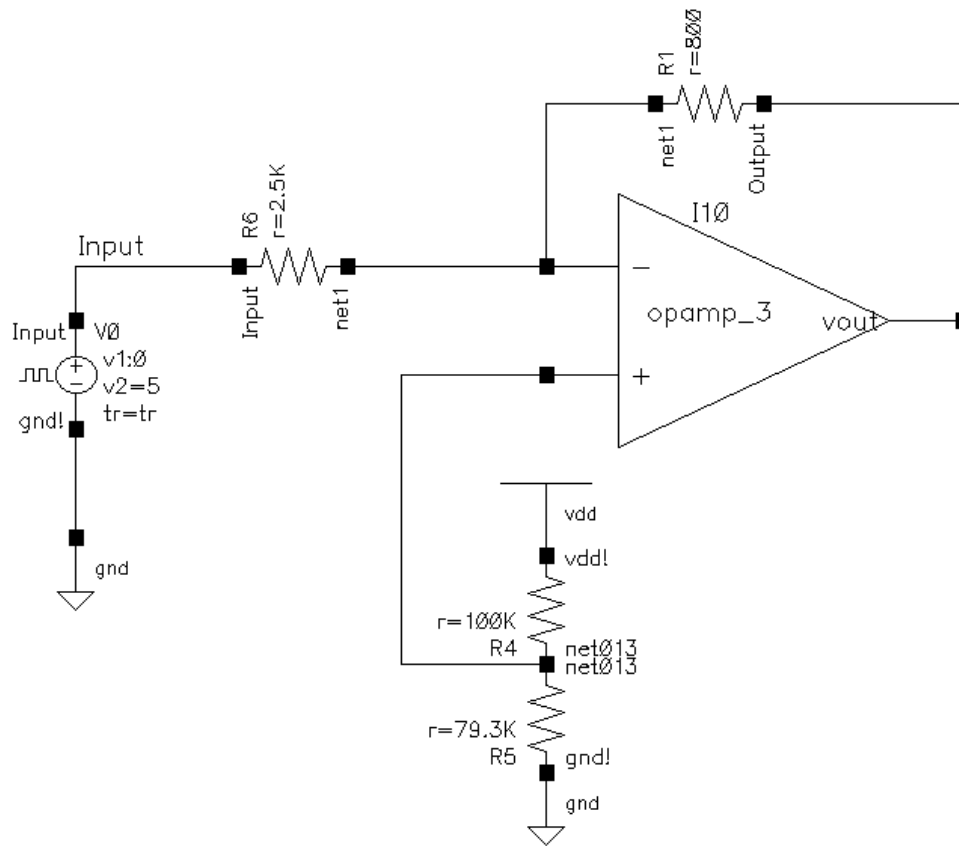 R1
r=800
net1
Output
I10
R6
r=2.5K
Input
Input
net1
opamp_3
vout
Input
V0
v1:0
v2=5
tr=tr
gnd!
gnd
vdd
vdd!
r=100K
R4
net013
net013
r=79.3K
R5
gnd!
gnd